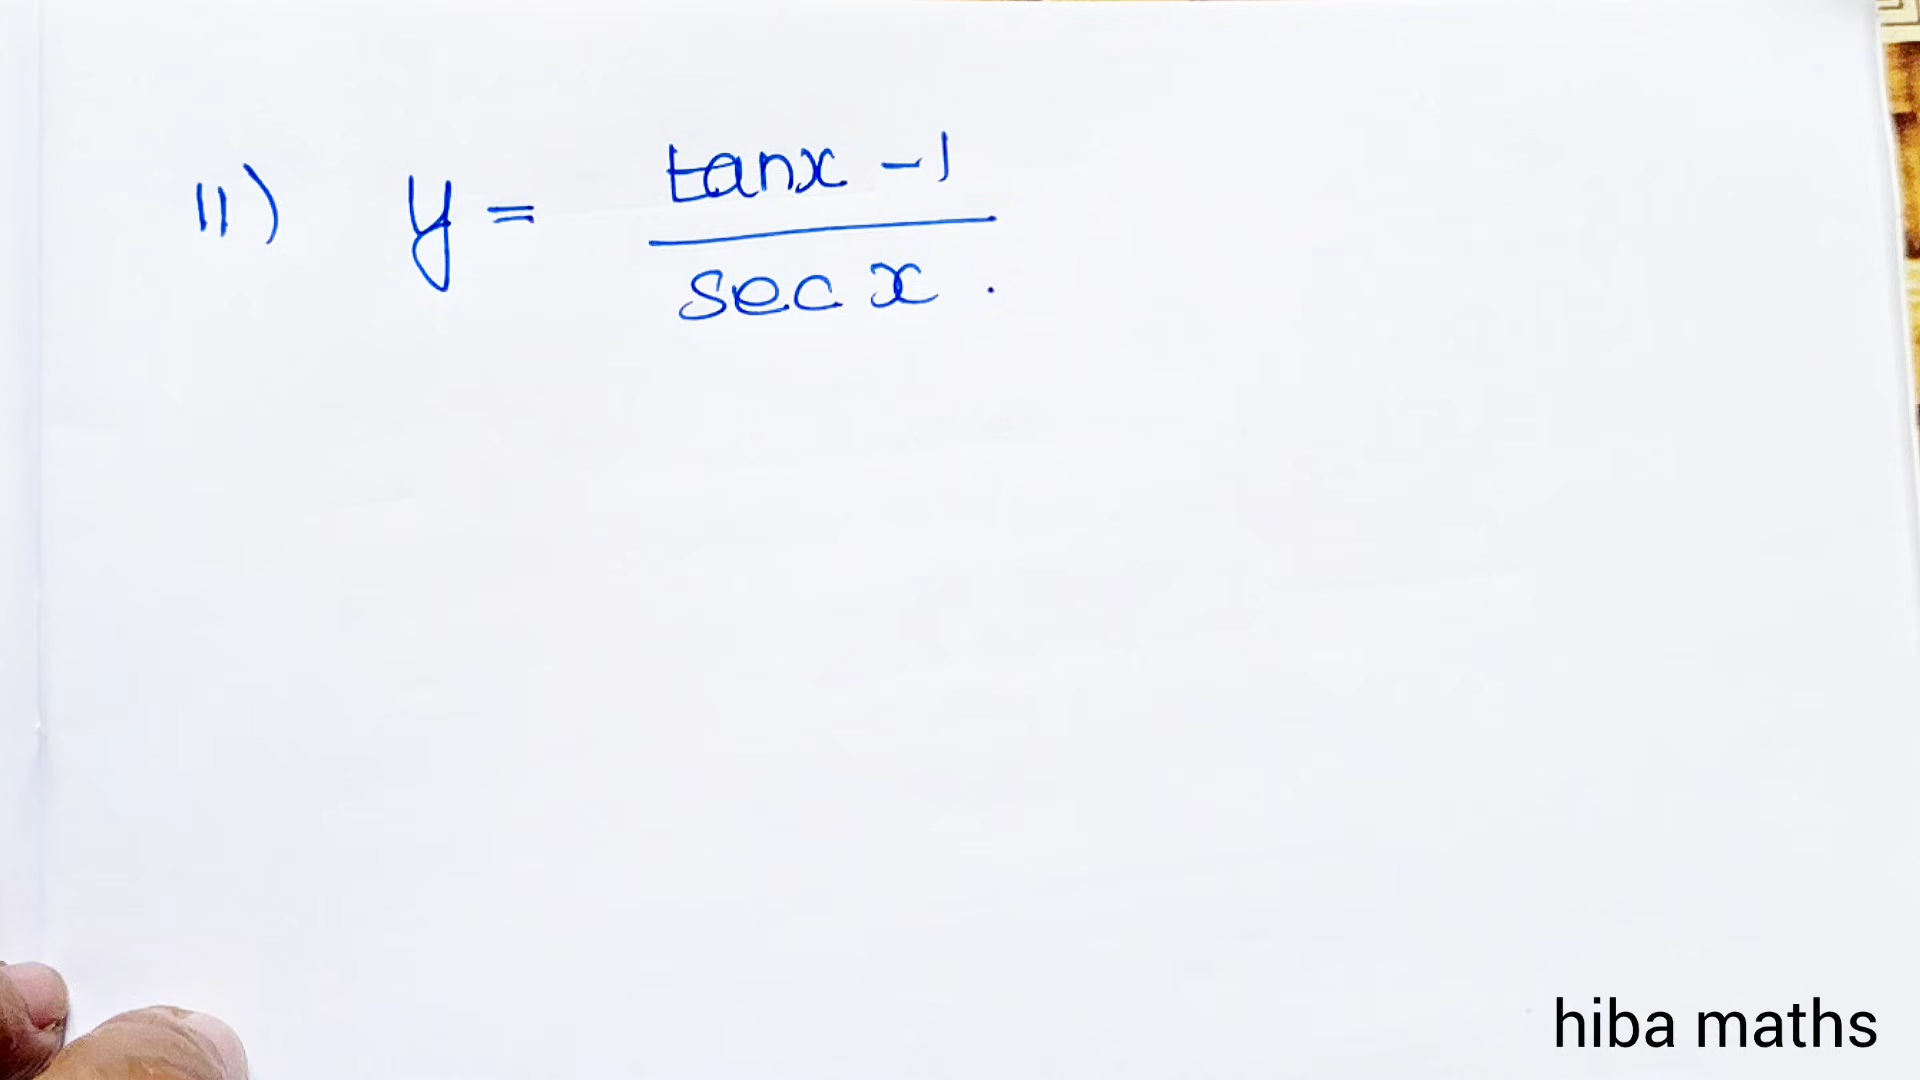 11) y = tanx - 1 / sec x .
hiba maths